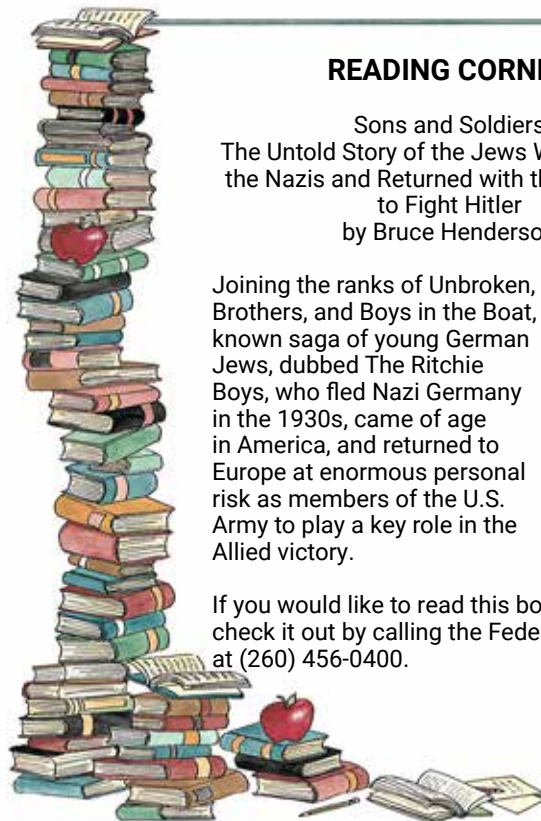 READING CORN
Sons and Soldiers
The Untold Story of the Jews
the Nazis and Returned with
to Fight Hitler
by Bruce Henderso
Joining the ranks of Unbroken,
Brothers, and Boys in the Boat,
known saga of young German
Jews, dubbed The Ritchie
Boys, who fled Nazi Germany
in the 1930s, came of age
in America, and returned to
Europe at enormous personal
risk as members of the U.S.
Army to play a key role in the
Allied victory.
If you would like to read this bo
check it out by calling the Fede
at (260) 456-0400.